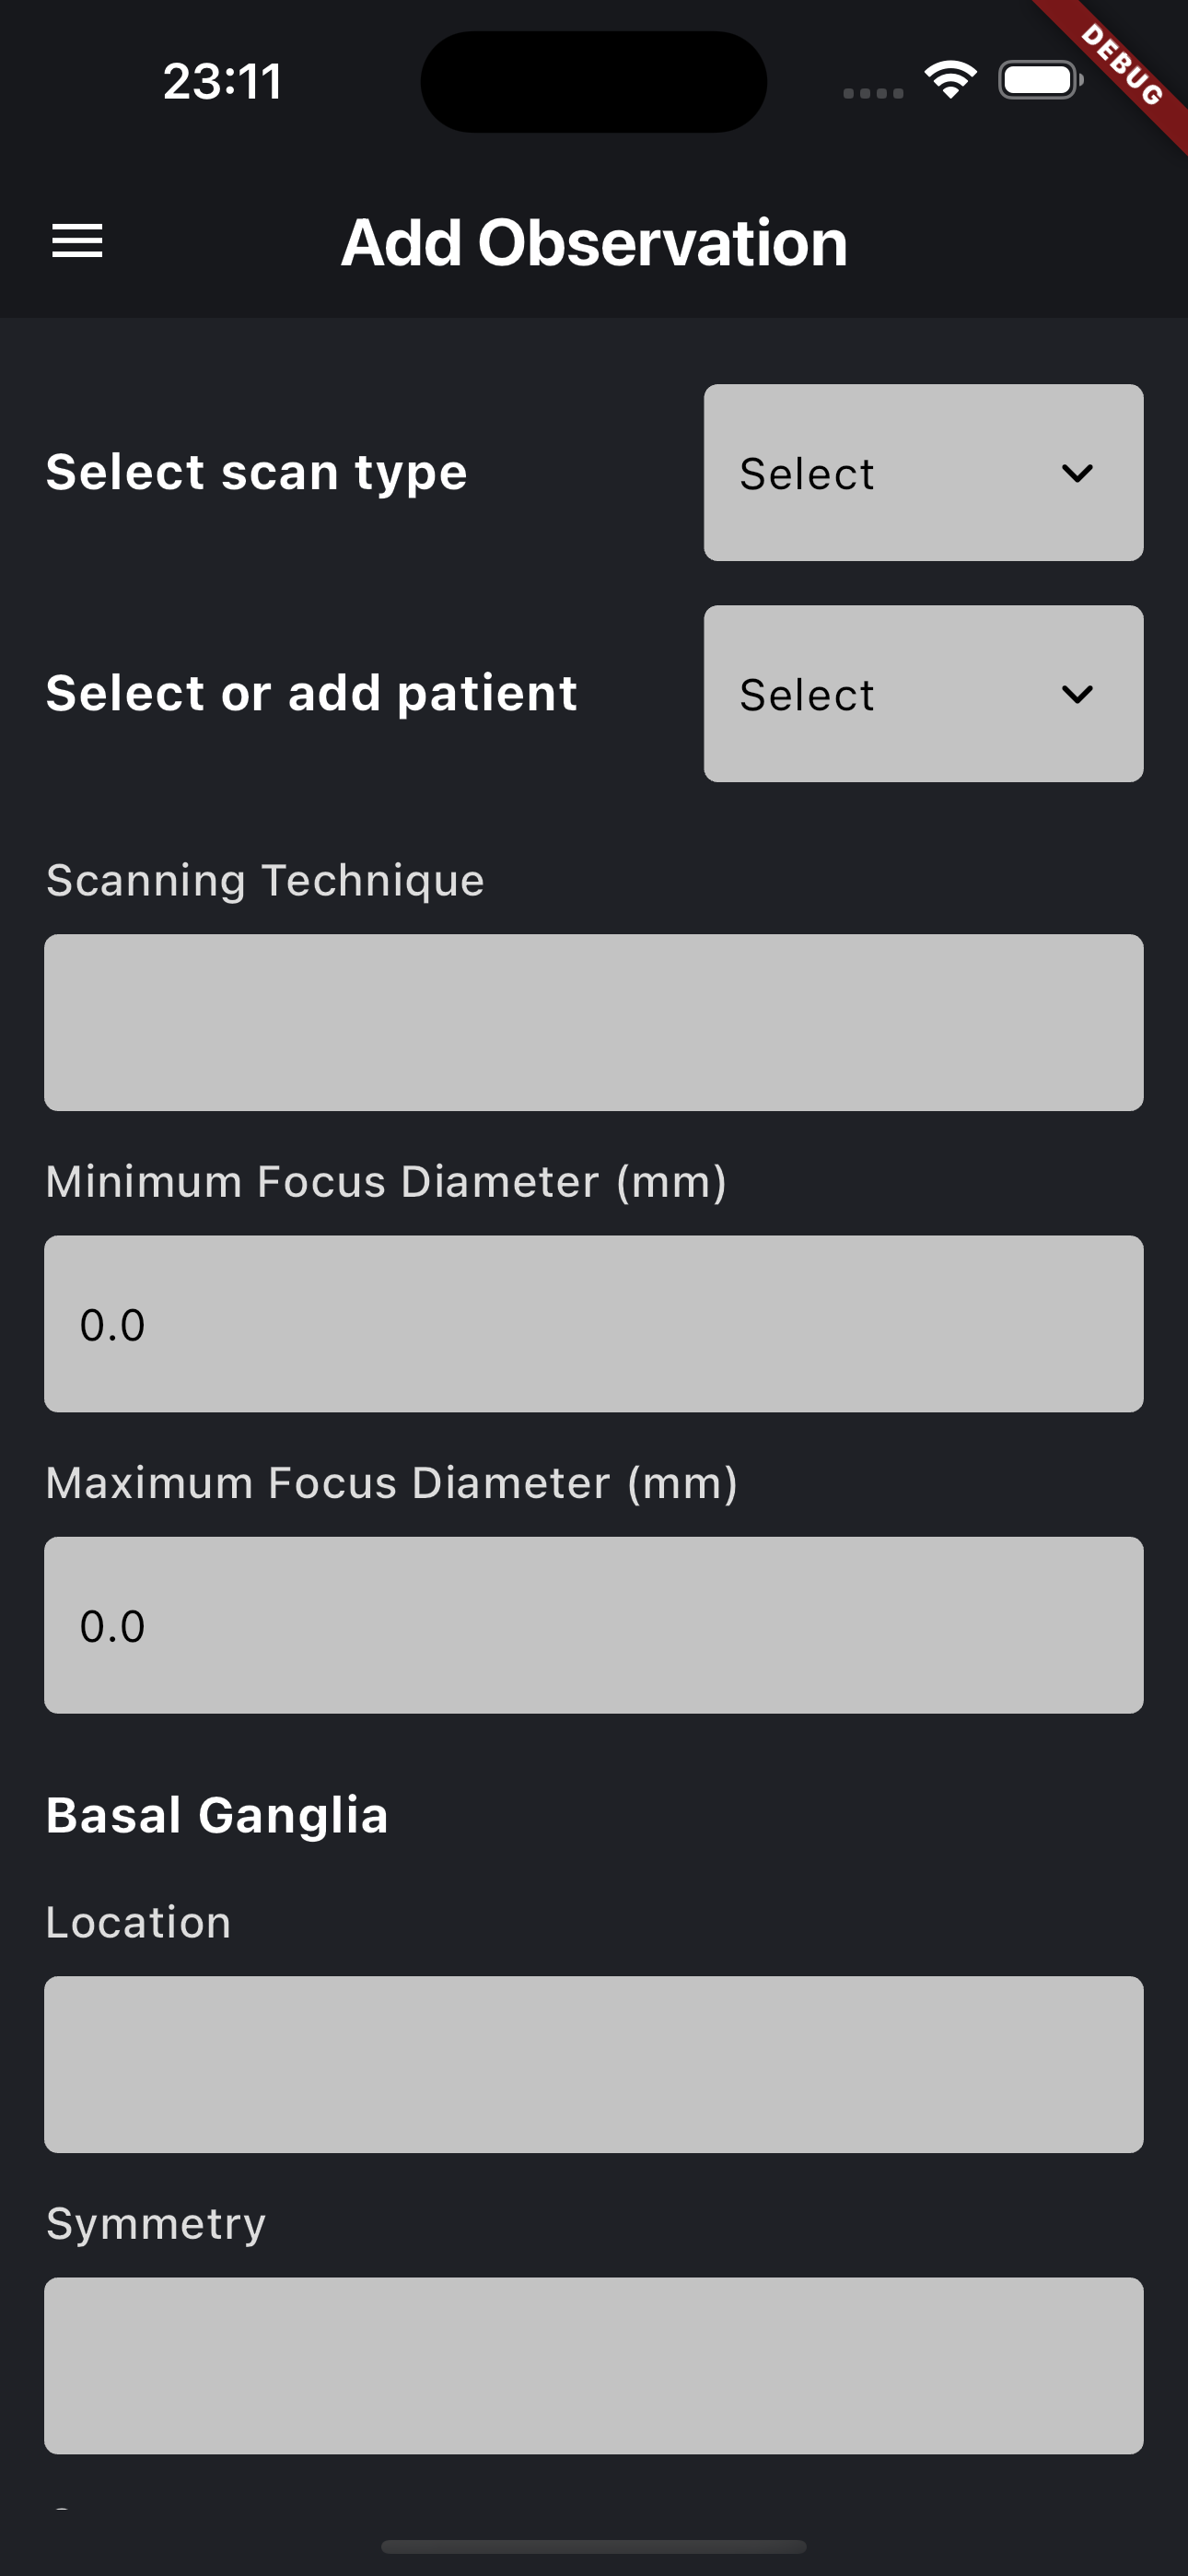 23:11
DEBUG
Add Observation
Select scan type
Select
Select or add patient
Select
Scanning Technique
Minimum Focus Diameter (mm)
0.0
Maximum Focus Diameter (mm)
0.0
Basal Ganglia
Location
Symmetry